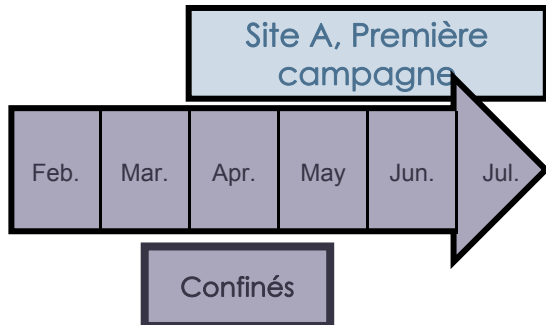 Site A, Première
campagne
Feb. Mar. Apr. May Jun. Jul.
Confinés